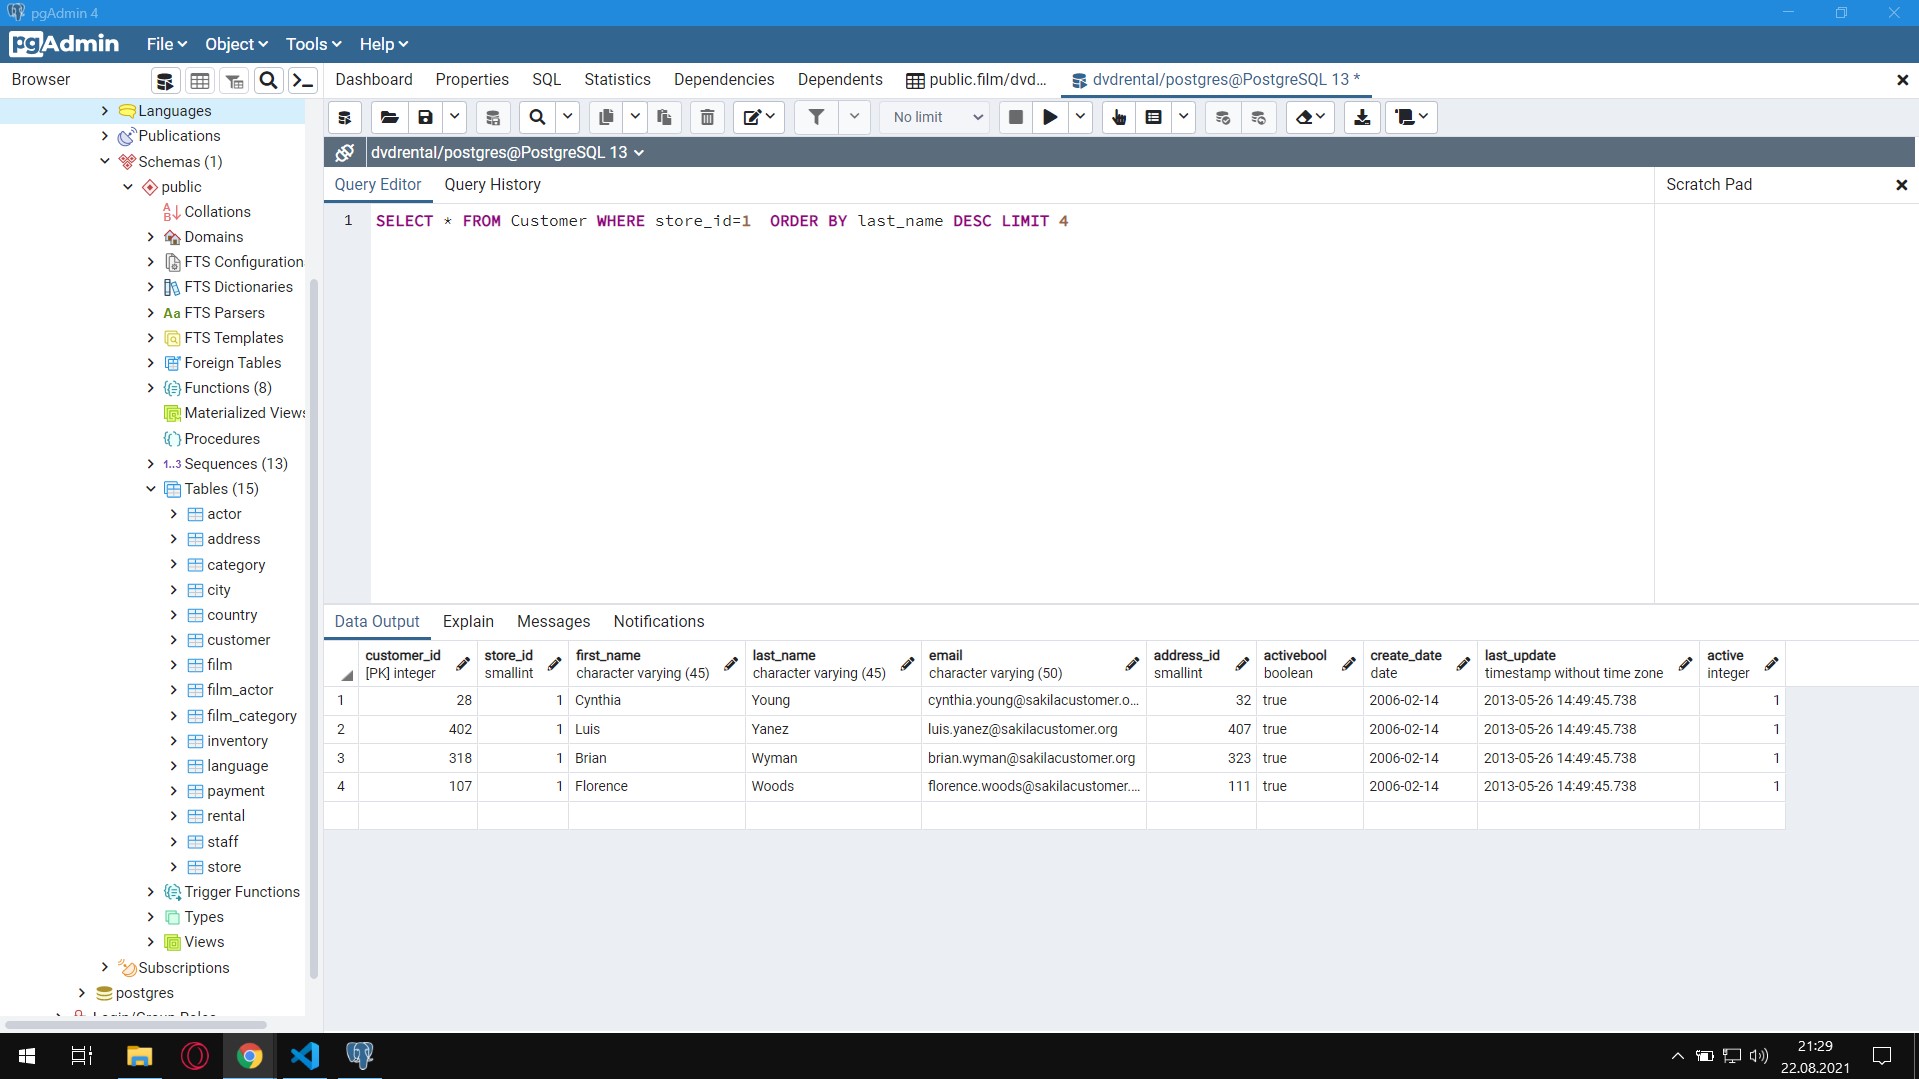 pgAdmin 4
pgAdmin File Object Tools Help
Browser
Dashboard Properties SQL Statistics Dependencies Dependents public.film/dvd... dvdrental/postgres@PostgreSQL 13 *
No limit
dvdrental/postgres@PostgreSQL 13
Query Editor Query History
Scratch Pad
1 SELECT * FROM Customer WHERE store_id=1 ORDER BY last_name DESC LIMIT 4
Languages
Publications
Schemas (1)
public
Collations
Domains
FTS Configuration
FTS Dictionaries
Aa FTS Parsers
FTS Templates
Foreign Tables
Functions (8)
Materialized Views
Procedures
1..3 Sequences (13)
Tables (15)
actor
address
category
city
country
customer
film
film_actor
film_category
inventory
language
payment
rental
staff
store
Trigger Functions
Types
Views
Subscriptions
postgres
Data Output Explain Messages Notifications
customer_id store_id first_name last_name email address_id activebool create_date last_update active
[PK] integer smallint character varying (45) character varying (45) character varying (50) smallint boolean date timestamp without time zone integer
1 28 1 Cynthia Young cynthia.young@sakilacustomer.o... 32 true 2006-02-14 2013-05-26 14:49:45.738 1
2 402 1 Luis Yanez luis.yanez@sakilacustomer.org 407 true 2006-02-14 2013-05-26 14:49:45.738 1
3 318 1 Brian Wyman brian.wyman@sakilacustomer.org 323 true 2006-02-14 2013-05-26 14:49:45.738 1
4 107 1 Florence Woods florence.woods@sakilacustomer.... 111 true 2006-02-14 2013-05-26 14:49:45.738 1
21:29
22.08.2021